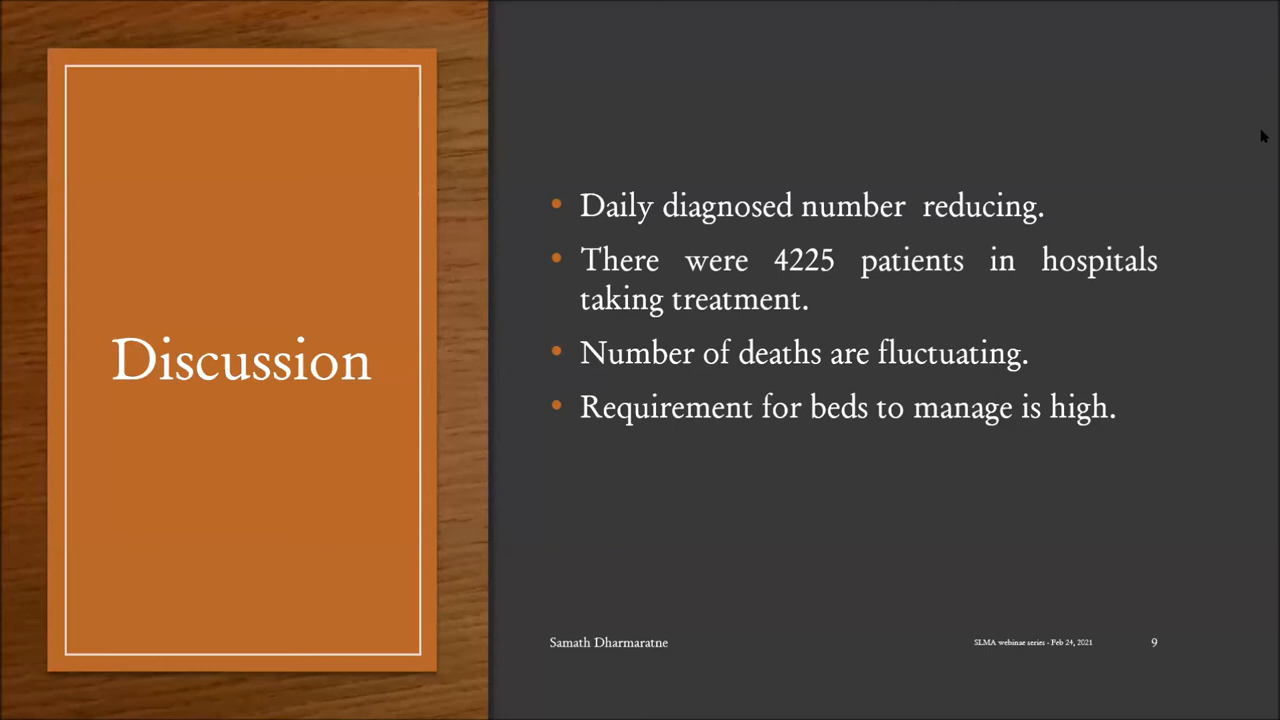 Discussion
• Daily diagnosed number  reducing.
• There were 4225 patients in hospitals
taking treatment.
• Number of deaths are fluctuating.
• Requirement for beds to manage is high.
Samath Dharmaratne
SLMA webinae series - Feb 24, 2021
9